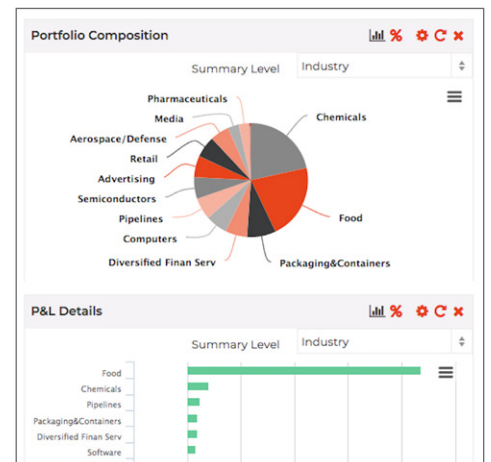 Portfolio Composition
Summary Level Industry
Pharmaceuticals
Media
Chemicals
Aerospace/Defense
Retail
Advertising
Semiconductors
Food
Pipelines
Computers
Diversified Finan Serv
Packaging&Containers
P&L Details
Summary Level Industry
Food
Chemicals
Pipelines
Packaging&Containers
Diversified Finan Serv
Software